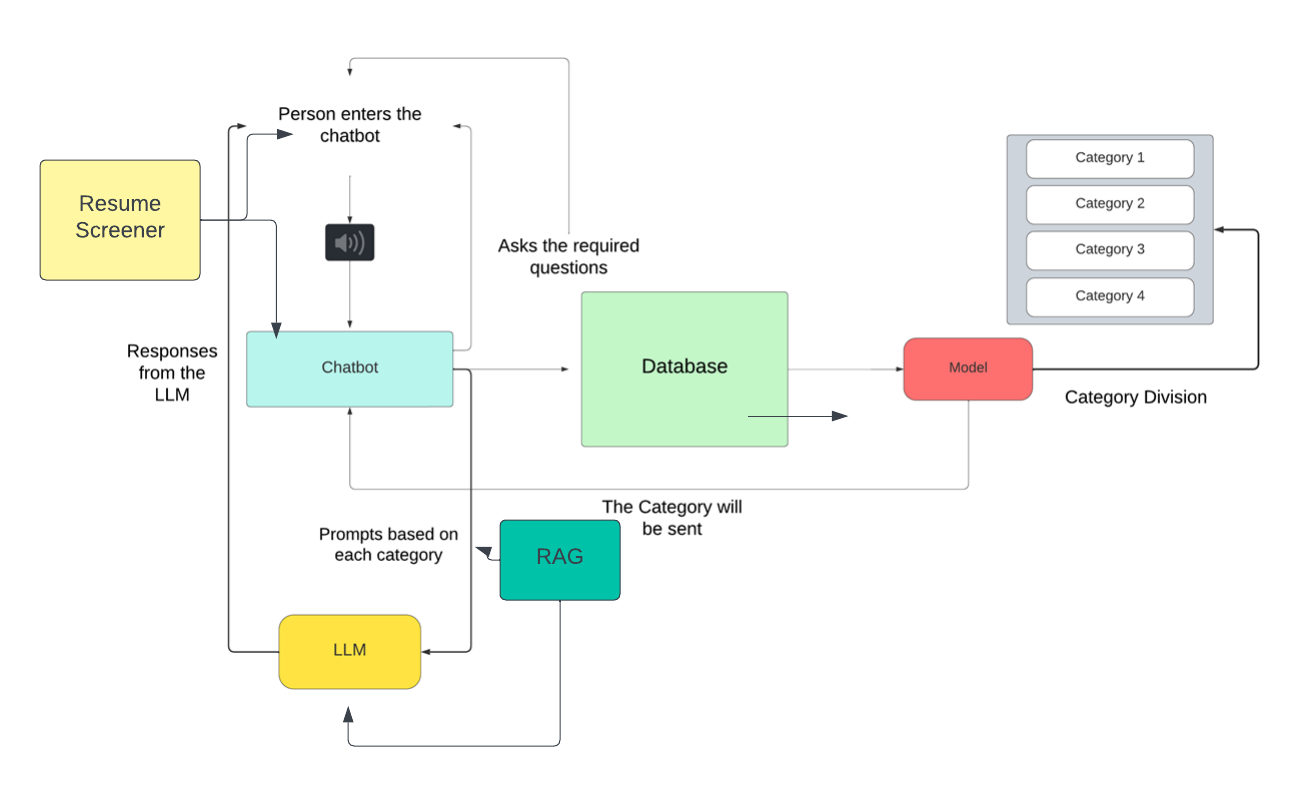 Person enters the
chatbot
Resume
Screener
Asks the required
questions
Category 1
Category 2
Category 3
Category 4
Responses
from the
LLM
Chatbot
Database
Model
Category Division
The Category will
be sent
Prompts based on
each category
RAG
LLM